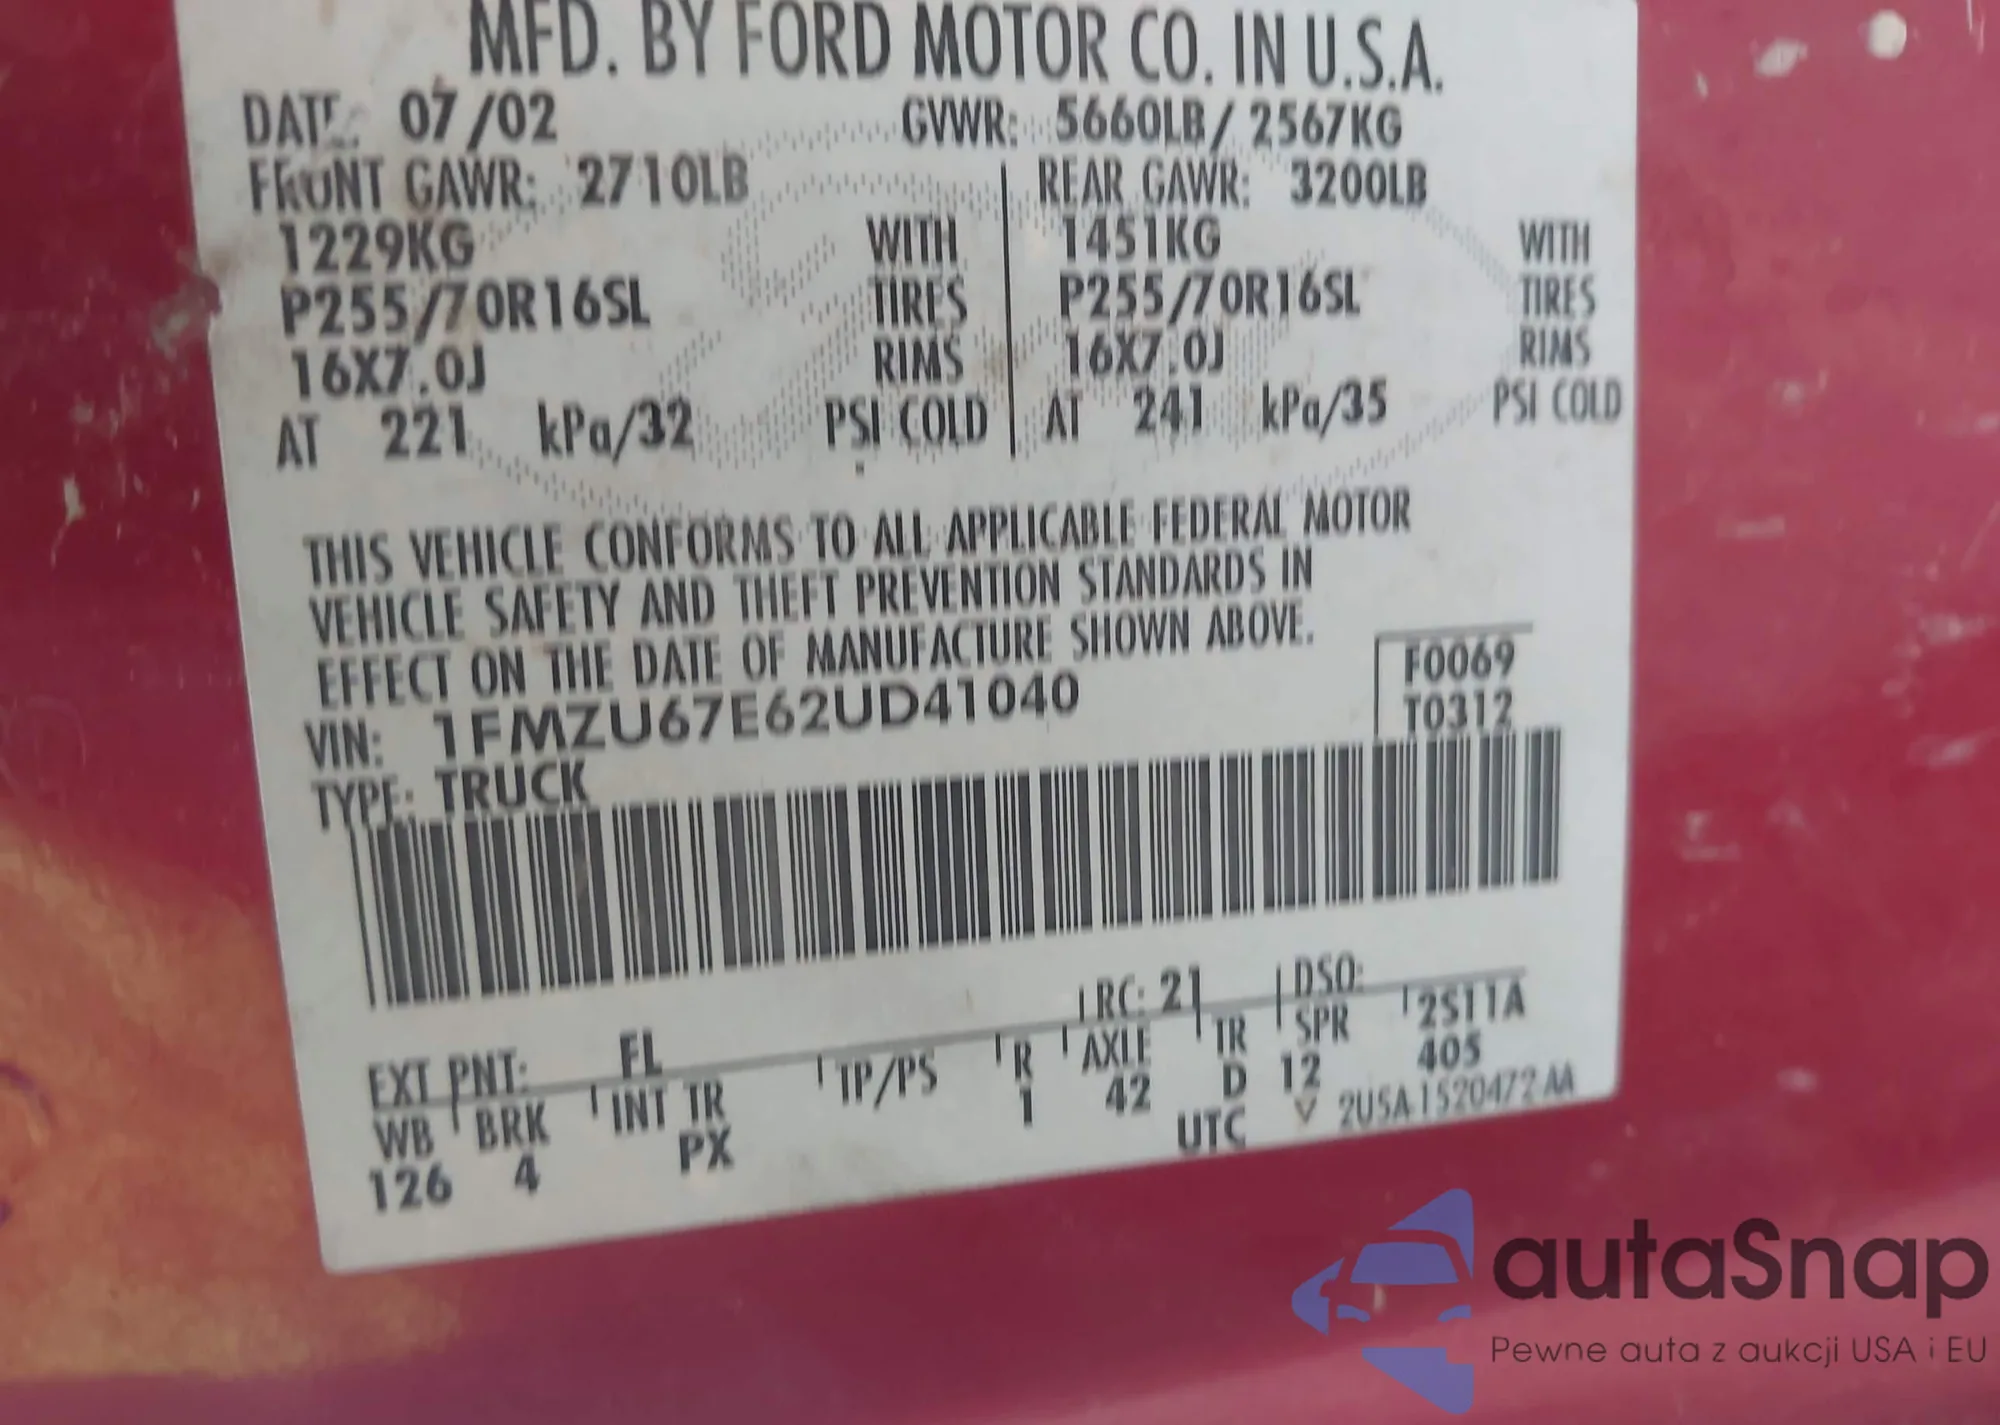 MFD. BY FORD MOTOR CO. IN U.S.A.
DATE: 07/02 GVWR: 5660LB/ 2567KG
FRONT GAWR: 2710LB REAR GAWR: 3200LB
1229KG WITH 1451KG WITH
P255/70R16SL TIRES P255/70R16SL TIRES
16X7.0J RIMS 16X7.0J RIMS
AT 221 kPa/32 PSI COLD AT 241 kPa/35 PSI COLD
THIS VEHICLE CONFORMS TO ALL APPLICABLE FEDERAL MOTOR
VEHICLE SAFETY AND THEFT PREVENTION STANDARDS IN
EFFECT ON THE DATE OF MANUFACTURE SHOWN ABOVE.
VIN: 1FMZU67E62UD41040 F0069
TYPE: TRUCK T0312
EXT PNT: FL RC: 21 DSO:
WB BRK INT TR TP/PS R AXLE TR SPR 2S11A
126 4 PX 1 42 D 12 405
UTC 2USA-1520472-AA
autaSnap
Pewne auta z aukcji USA i EU